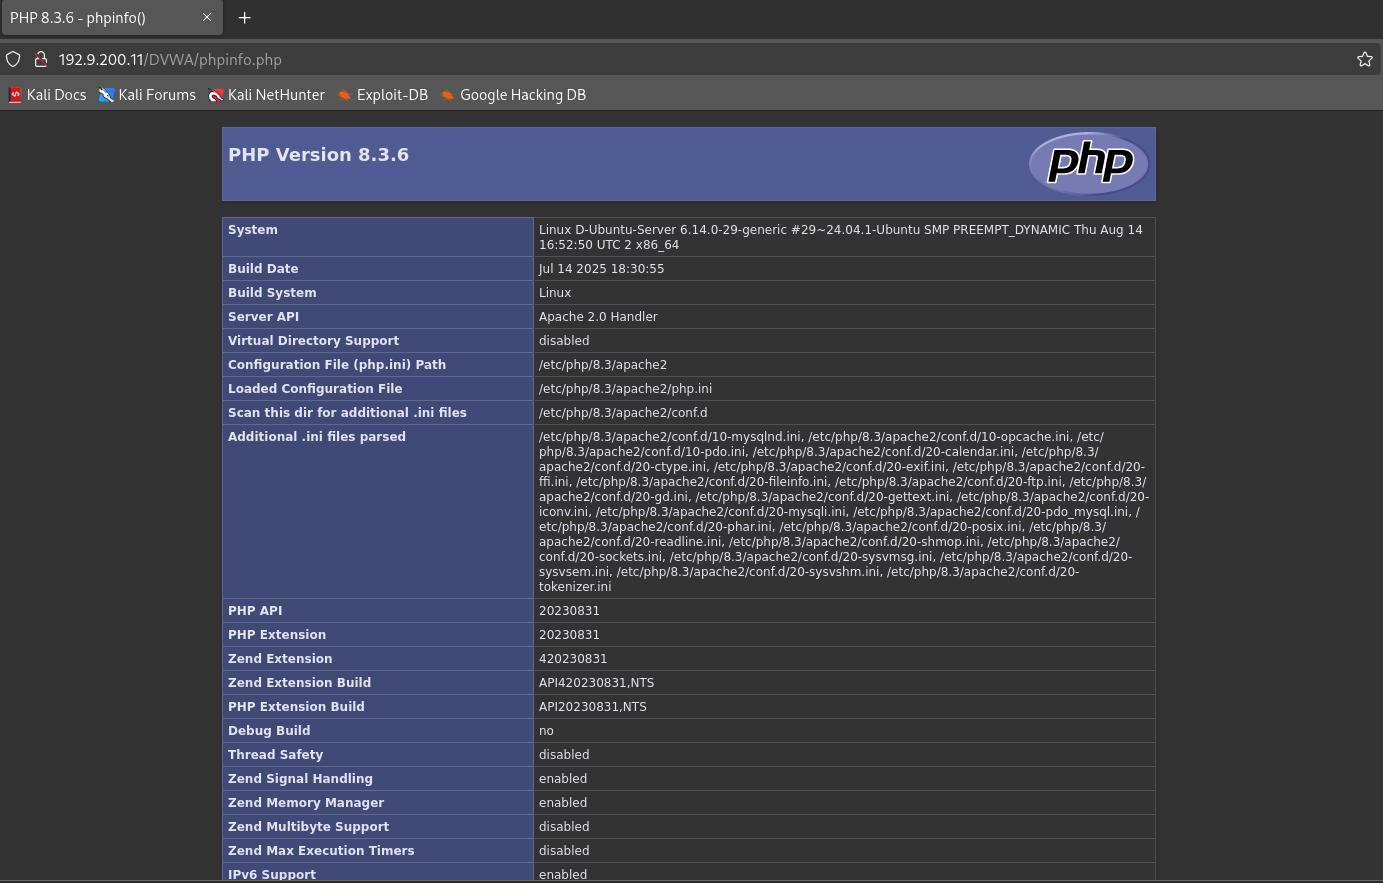 PHP 8.3.6 - phpinfo()
192.9.200.11/DVWA/phpinfo.php
Kali Docs Kali Forums Kali NetHunter Exploit-DB Google Hacking DB
PHP Version 8.3.6
php
System Linux D-Ubuntu-Server 6.14.0-29-generic #29~24.04.1-Ubuntu SMP PREEMPT_DYNAMIC Thu Aug 14
16:52:50 UTC 2 x86_64
Build Date Jul 14 2025 18:30:55
Build System Linux
Server API Apache 2.0 Handler
Virtual Directory Support disabled
Configuration File (php.ini) Path /etc/php/8.3/apache2
Loaded Configuration File /etc/php/8.3/apache2/php.ini
Scan this dir for additional .ini files /etc/php/8.3/apache2/conf.d
Additional .ini files parsed /etc/php/8.3/apache2/conf.d/10-mysqlnd.ini, /etc/php/8.3/apache2/conf.d/10-opcache.ini, /etc/
php/8.3/apache2/conf.d/10-pdo.ini, /etc/php/8.3/apache2/conf.d/20-calendar.ini, /etc/php/8.3/
apache2/conf.d/20-ctype.ini, /etc/php/8.3/apache2/conf.d/20-exif.ini, /etc/php/8.3/apache2/conf.d/20-
ffi.ini, /etc/php/8.3/apache2/conf.d/20-fileinfo.ini, /etc/php/8.3/apache2/conf.d/20-ftp.ini, /etc/php/8.3/
apache2/conf.d/20-gd.ini, /etc/php/8.3/apache2/conf.d/20-gettext.ini, /etc/php/8.3/apache2/conf.d/20-
iconv.ini, /etc/php/8.3/apache2/conf.d/20-mysqli.ini, /etc/php/8.3/apache2/conf.d/20-pdo_mysql.ini, /
etc/php/8.3/apache2/conf.d/20-phar.ini, /etc/php/8.3/apache2/conf.d/20-posix.ini, /etc/php/8.3/
apache2/conf.d/20-readline.ini, /etc/php/8.3/apache2/conf.d/20-shmop.ini, /etc/php/8.3/apache2/
conf.d/20-sockets.ini, /etc/php/8.3/apache2/conf.d/20-sysvmsg.ini, /etc/php/8.3/apache2/conf.d/20-
sysvsem.ini, /etc/php/8.3/apache2/conf.d/20-sysvshm.ini, /etc/php/8.3/apache2/conf.d/20-
tokenizer.ini
PHP API 20230831
PHP Extension 20230831
Zend Extension 420230831
Zend Extension Build API420230831,NTS
PHP Extension Build API20230831,NTS
Debug Build no
Thread Safety disabled
Zend Signal Handling enabled
Zend Memory Manager enabled
Zend Multibyte Support disabled
Zend Max Execution Timers disabled
IPv6 Support enabled